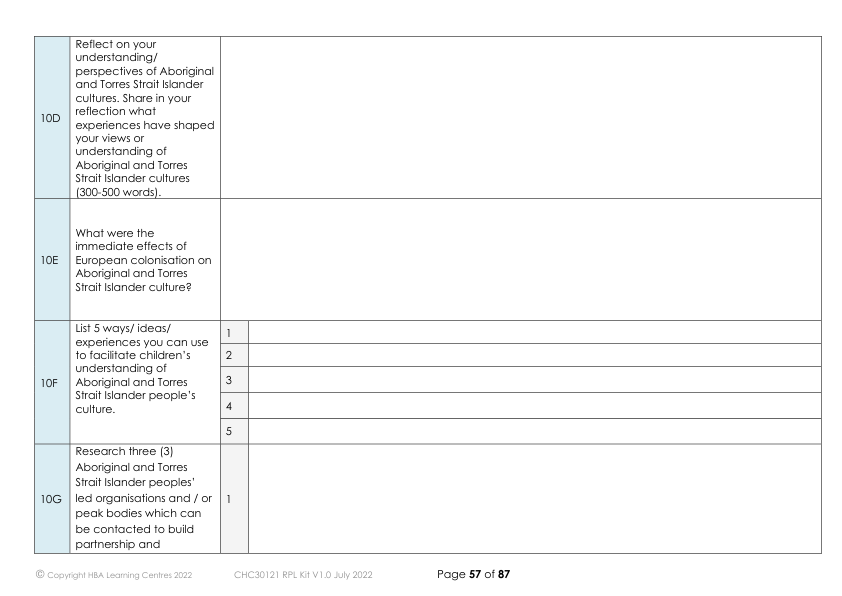 10D
Reflect on your
understanding/
perspectives of Aboriginal
and Torres Strait Islander
cultures. Share in your
reflection what
experiences have shaped
your views or
understanding of
Aboriginal and Torres
Strait Islander cultures
(300-500 words).
10E
What were the
immediate effects of
European colonisation on
Aboriginal and Torres
Strait Islander culture?
10F
List 5 ways/ ideas/
experiences you can use
to facilitate children’s
understanding of
Aboriginal and Torres
Strait Islander people’s
culture.
1
2
3
4
5
10G
Research three (3)
Aboriginal and Torres
Strait Islander peoples’
led organisations and / or
peak bodies which can
be contacted to build
partnership and
1
© Copyright HBA Learning Centres 2022 CHC30121 RPL Kit V1.0 July 2022 Page 57 of 87